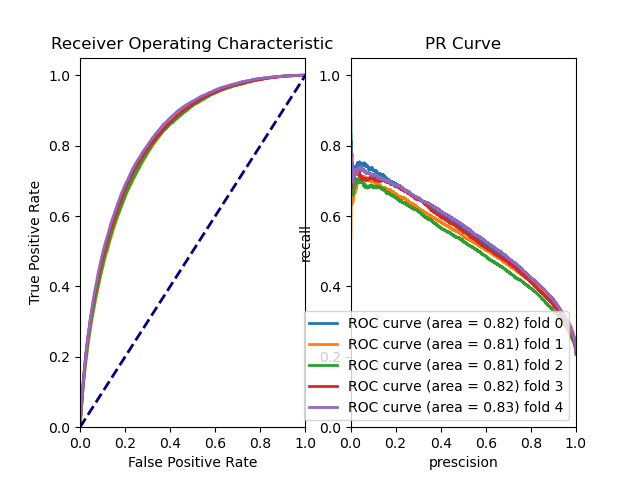 Receiver Operating Characteristic
True Positive Rate
1.0
0.8
0.6
0.4
0.2
0.0
0.0 0.2 0.4 0.6 0.8 1.0
False Positive Rate
PR Curve
recall
1.0
0.8
0.6
0.4
0.2
0.0
0.0 0.2 0.4 0.6 0.8 1.0
prescision
ROC curve (area = 0.82) fold 0
ROC curve (area = 0.81) fold 1
ROC curve (area = 0.81) fold 2
ROC curve (area = 0.82) fold 3
ROC curve (area = 0.83) fold 4